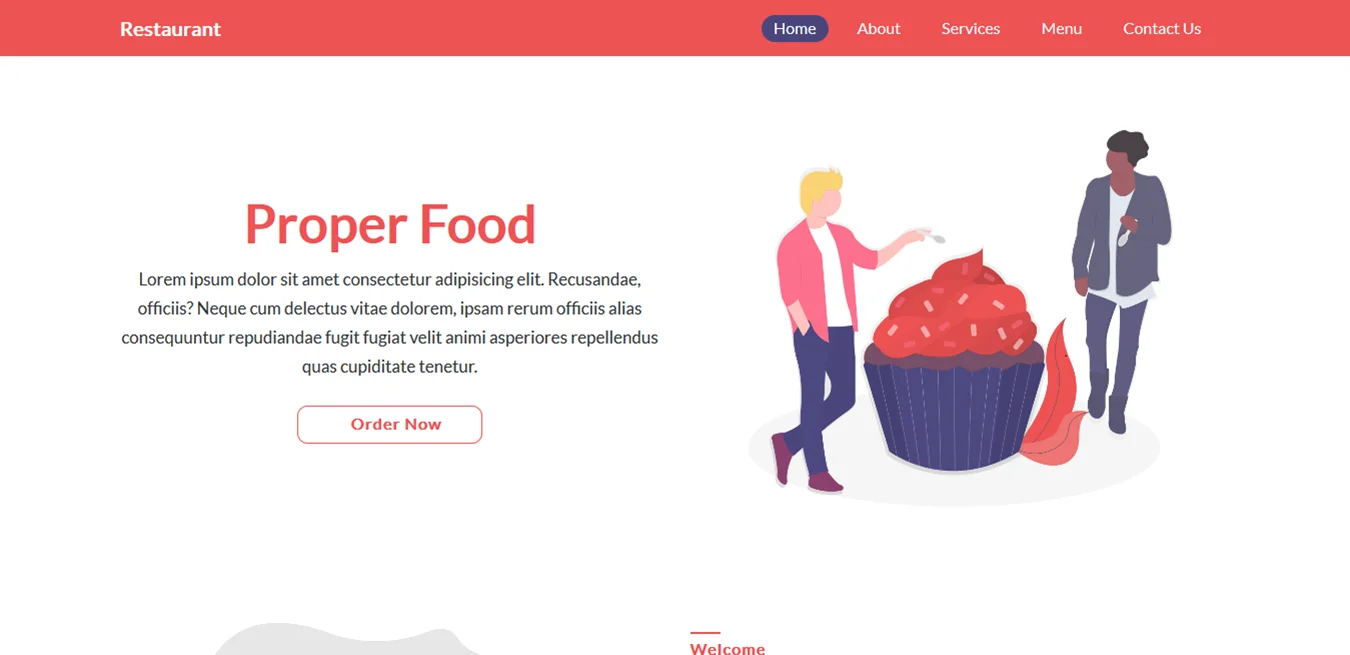 Restaurant
Home About Services Menu Contact Us
Proper Food
Lorem ipsum dolor sit amet consectetur adipisicing elit. Recusandae,
officiis? Neque cum delectus vitae dolorem, ipsam rerum officiis alias
consequuntur repudiandae fugit fugiat velit animi asperiores repellendus
quas cupiditate tenetur.
Order Now
Welcome